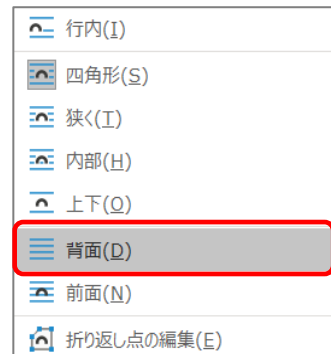 行内(I)
四角形(S)
狭く(T)
内部(H)
上下(O)
背面(D)
前面(N)
折り返し点の編集(E)